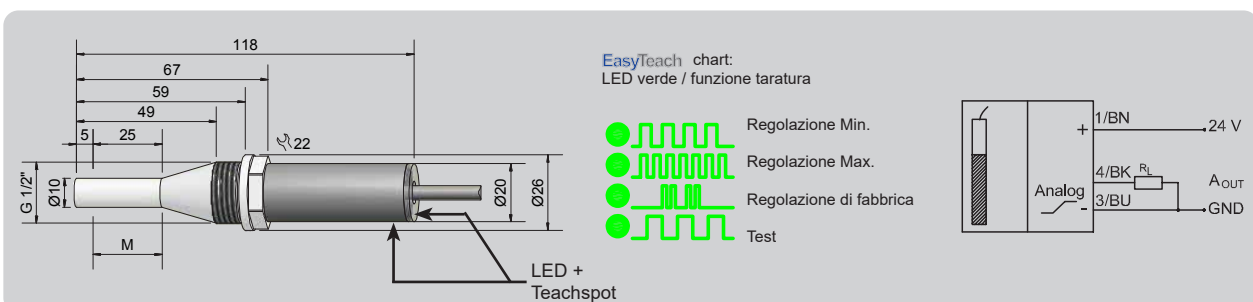 118
67
59
49
5
25
22
G 1/2"
Ø10
Ø20
Ø26
M
LED +
Teachspot
EasyTeach chart:
LED verde / funzione taratura
Regolazione Min.
Regolazione Max.
Regolazione di fabbrica
Test
+
1/BN
24 V
4/BK
RL
AOUT
Analog
-
3/BU
GND